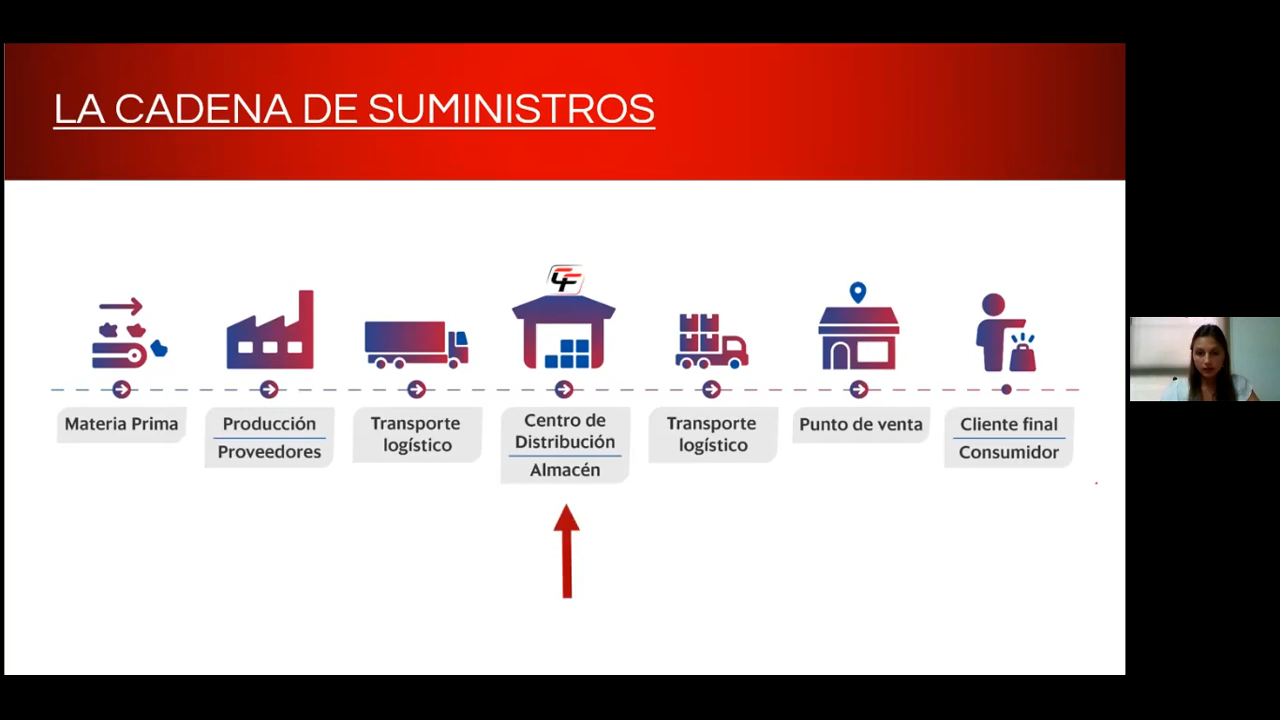 LA CADENA DE SUMINISTROS
Materia Prima
Producción
Proveedores
Transporte
logístico
Centro de
Distribución
Almacén
Transporte
logístico
Punto de venta
Cliente final
Consumidor